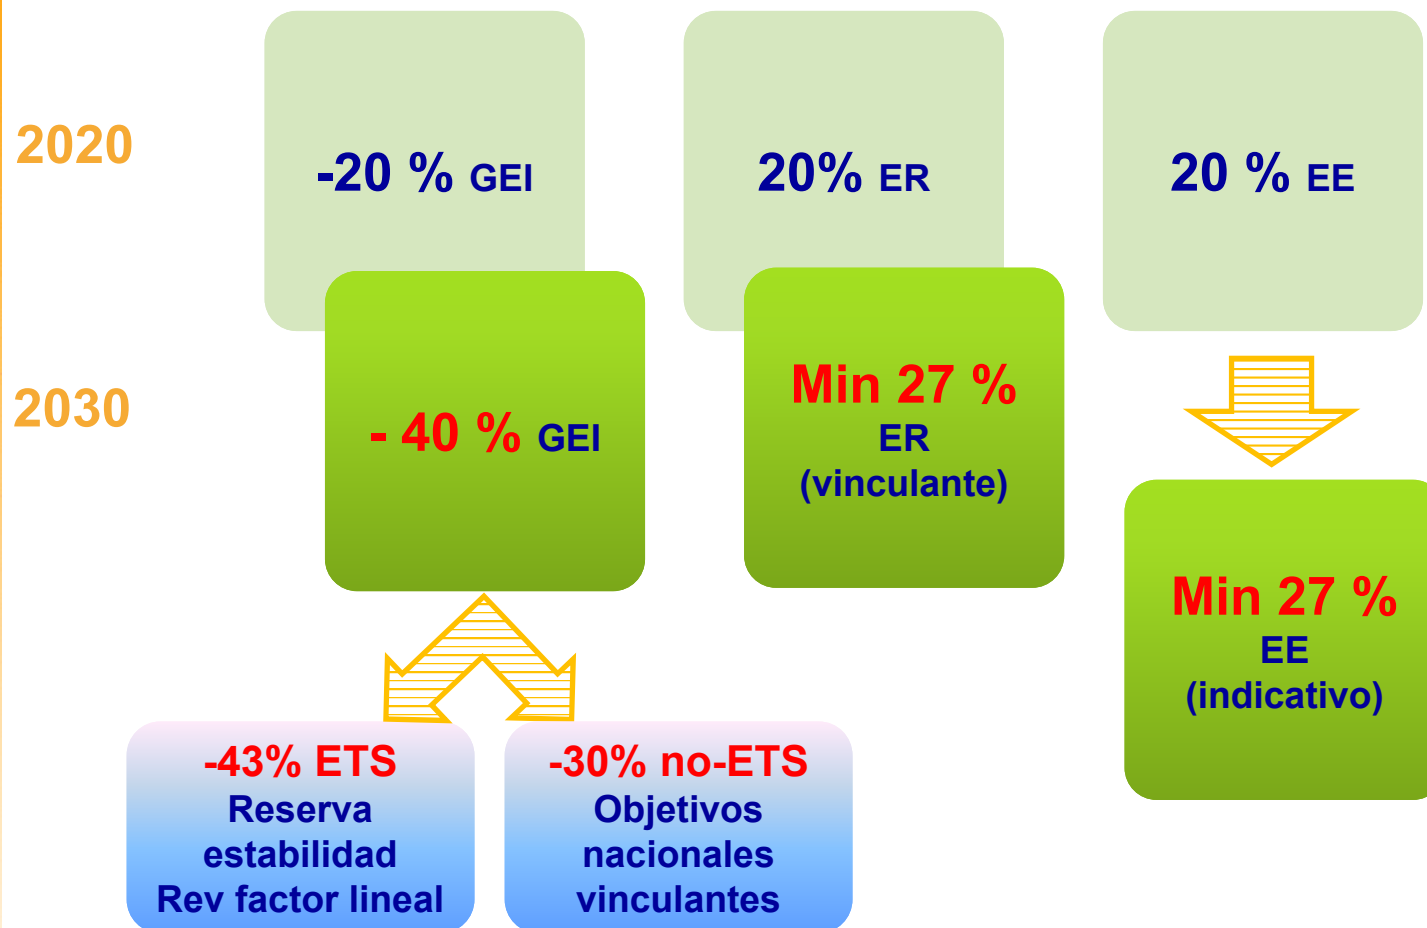 2020
-20 % GEI
20% ER
20 % EE
2030
- 40 % GEI
Min 27 %
ER
(vinculante)
Min 27 %
EE
(indicativo)
-43% ETS
Reserva
estabilidad
Rev factor lineal
-30% no-ETS
Objetivos
nacionales
vinculantes